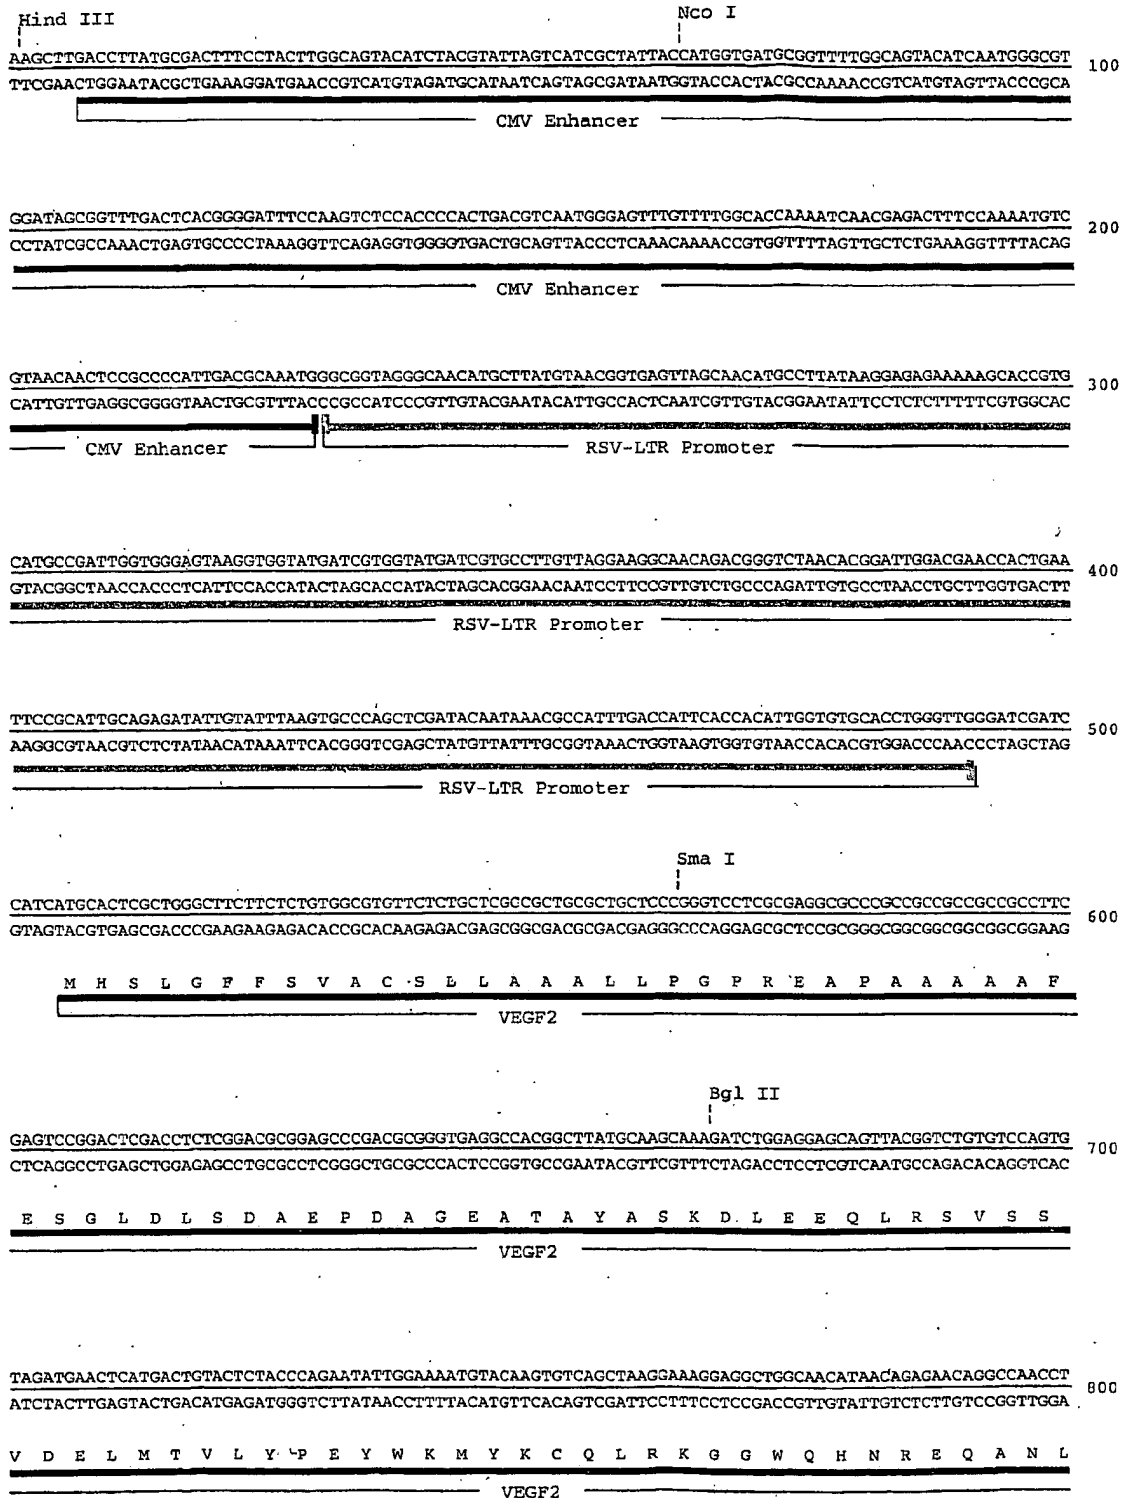 Hind III
Nco I
AAGCTTGACCTTATGCGACTTTCCTACTTGGCAGTACATCTACGTATTAGTCATCGCTATTACCATGGTGATGCGGTTTTGGCAGTACATCAATGGGCGT
100
TTCGAACTGGAATACGCTGAAAGGATGAACCGTCATGTAGATGCATAATCAGTAGCGATAATGGTACCACTACGCCAAAACCGTCATGTAGTTACCCGCA
CMV Enhancer
GGATAGCGGTTTGACTCACGGGGATTTCCAAGTCTCCACCCCACTGACGTCAATGGGAGTTTGTTTTGGCACCAAAATCAACGAGACTTTCCAAAATGTC
200
CCTATCGCCAAACTGAGTGCCCCTAAAGGTTCAGAGGTGGGGTGACTGCAGTTACCCTCAAACAAAACCGTGGTTTTAGTTGCTCTGAAAGGTTTTACAG
CMV Enhancer
GTAACAACTCCGCCCCATTGACGCAAATGGGCGGTAGGGCAACATGCTTATGTAACGGTGAGTTAGCAACATGCCTTATAAGGAGAGAAAAAGCACCGTG
300
CATTGTTGAGGCGGGGTAACTGCGTTTACCCGCCATCCCGTTGTACGAATACATTGCCACTCAATCGTTGTACGGAATATTCCTCTCTTTTTCGTGGCAC
CMV Enhancer
RSV-LTR Promoter
CATGCCGATTGGTGGGAGTAAGGTGGTATGATCGTGGTATGATCGTGCCTTGTTAGGAAGGCAACAGACGGGTCTAACACGGATTGGACGAACCACTGAA
400
GTACGGCTAACCACCCTCATTCCACCATACTAGCACCATACTAGCACGGAACAATCCTTCCGTTGTCTGCCCAGATTGTGCCTAACCTGCTTGGTGACTT
RSV-LTR Promoter
TTCCGCATTGCAGAGATATTGTATTTAAGTGCCCAGCTCGATACAATAAACGCCATTTGACCATTCACCACATTGGTGTGCACCTGGGTTGGGATCGATC
500
AAGGCGTAACGTCTCTATAACATAAATTCACGGGTCGAGCTATGTTATTTGCGGTAAACTGGTAAGTGGTGTAACCACACGTGGACCCAACCCTAGCTAG
RSV-LTR Promoter
Sma I
CATCATGCACTCGCTGGGCTTCTTCTCTGTGGCGTGTTCTCTGCTCGCCGCTGCGCTGCTCCCGGGTCCTCGCGAGGCGCCCGCCGCCGCCGCCGCCTTC
600
GTAGTACGTGAGCGACCCGAAGAAGAGACACCGCACAAGAGACGAGCGGCGACGCGACGAGGGCCCAGGAGCGCTCCGCGGGCGGCGGCGGCGGCGGAAG
M H S L G F F S V A C S L L A A A L L P G P R E A P A A A A A F
VEGF2
Bgl II
GAGTCCGGACTCGACCTCTCGGACGCGGAGCCCGACGCGGGTGAGGCCACGGCTTATGCAAGCAAAGATCTGGAGGAGCAGTTACGGTCTGTGTCCAGTG
700
CTCAGGCCTGAGCTGGAGAGCCTGCGCCTCGGGCTGCGCCCACTCCGGTGCCGAATACGTTCGTTTCTAGACCTCCTCGTCAATGCCAGACACAGGTCAC
E S G L D L S D A E P D A G E A T A Y A S K D L E E Q L R S V S S
VEGF2
TAGATGAACTCATGACTGTACTCTACCCAGAATATTGGAAAATGTACAAGTGTCAGCTAAGGAAAGGAGGCTGGCAACATAACAGAGAACAGGCCAACCT
800
ATCTACTTGAGTACTGACATGAGATGGGTCTTATAACCTTTTACATGTTCACAGTCGATTCCTTTCCTCCGACCGTTGTATTGTCTCTTGTCCGGTTGGA
V D E L M T V L Y P E Y W K M Y K C Q L R K G G W Q H N R E Q A N L
VEGF2